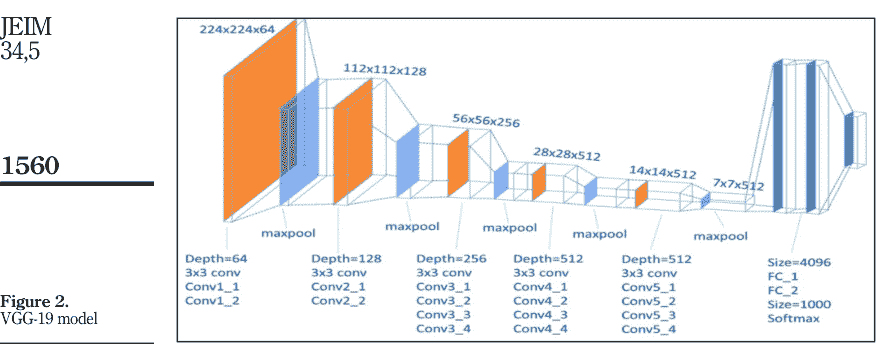 JEIM
34,5
1560
Figure 2.
VGG-19 model
224x224x64
112x112x128
56x56x256
28x28x512
14x14x512
7x7x512
maxpool
maxpool
maxpool
maxpool
maxpool
Depth=64
3x3 conv
Conv1_1
Conv1_2
Depth=128
3x3 conv
Conv2_1
Conv2_2
Depth=256
3x3 conv
Conv3_1
Conv3_2
Conv3_3
Conv3_4
Depth=512
3x3 conv
Conv4_1
Conv4_2
Conv4_3
Conv4_4
Depth=512
3x3 conv
Conv5_1
Conv5_2
Conv5_3
Conv5_4
Size=4096
FC_1
FC_2
Size=1000
Softmax